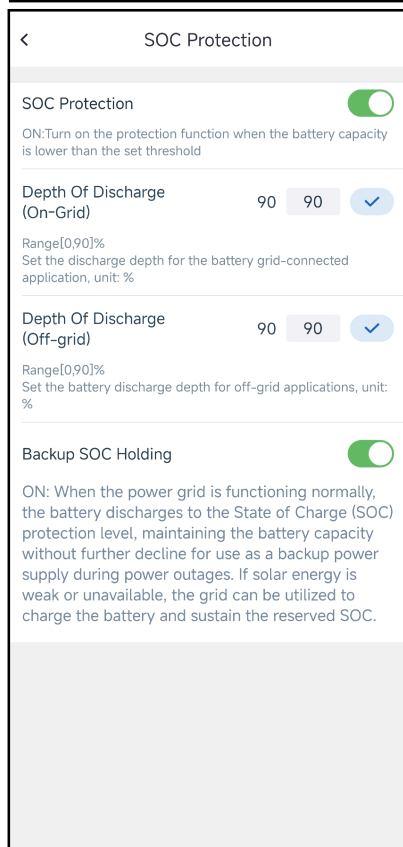 SOC Protection
SOC Protection
ON:Turn on the protection function when the battery capacity
is lower than the set threshold
Depth Of Discharge
(On-Grid)
90 90
Range[0,90]%
Set the discharge depth for the battery grid-connected
application, unit: %
Depth Of Discharge
(Off-grid)
90 90
Range[0,90]%
Set the battery discharge depth for off-grid applications, unit:
%
Backup SOC Holding
ON: When the power grid is functioning normally,
the battery discharges to the State of Charge (SOC)
protection level, maintaining the battery capacity
without further decline for use as a backup power
supply during power outages. If solar energy is
weak or unavailable, the grid can be utilized to
charge the battery and sustain the reserved SOC.